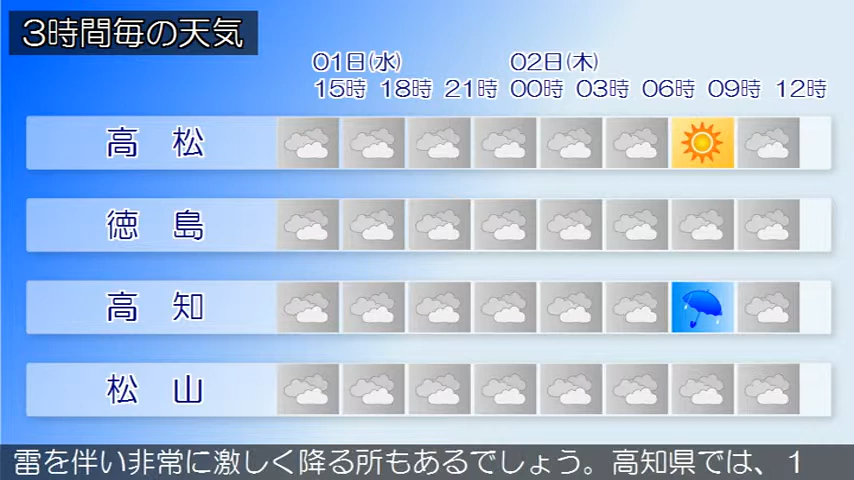 3時間毎の天気
01日(水) 02日(木)
15時 18時 21時 00時 03時 06時 09時 12時
高松
徳島
高知
松山
雷を伴い非常に激しく降る所もあるでしょう。高知県では、1